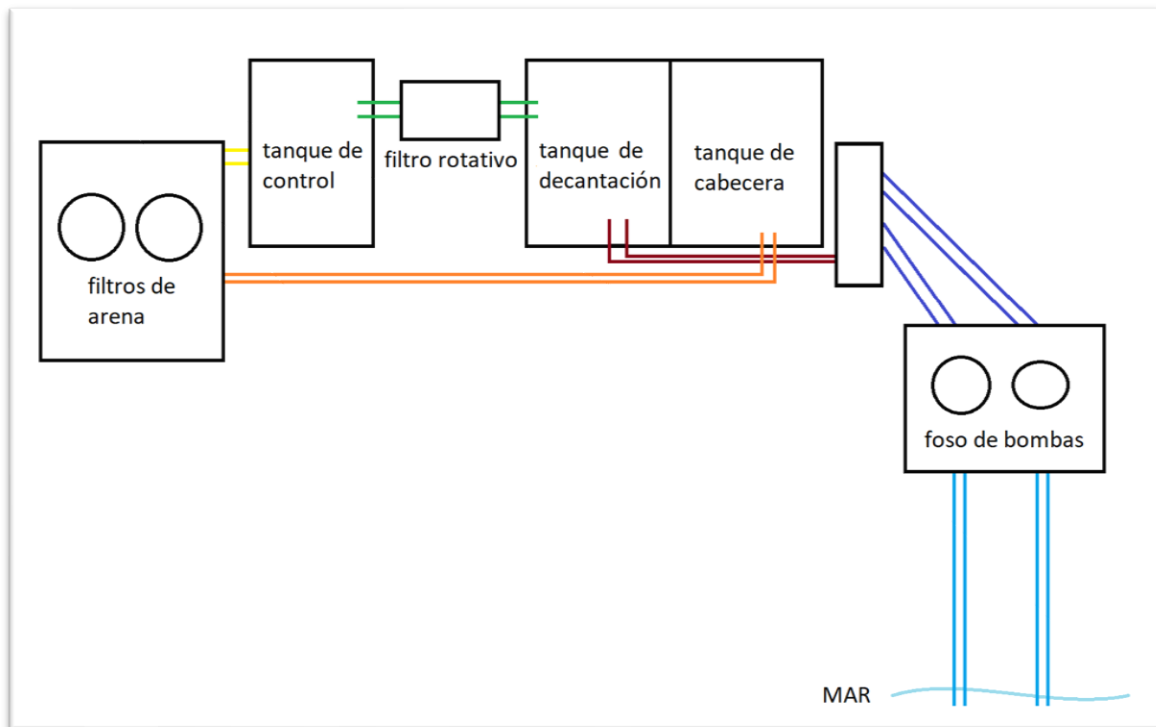 tanque de
control
filtro rotativo
tanque de
decantación
tanque de
cabecera
filtros de
arena
foso de bombas
MAR